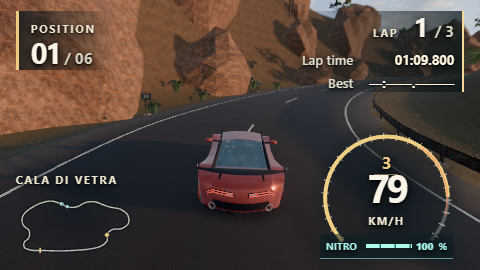 POSITION
01 / 06
LAP 1 / 3
Lap time 01:09.800
Best --:--.---
CALA DI VETRA
3
79
KM/H
NITRO 100 %